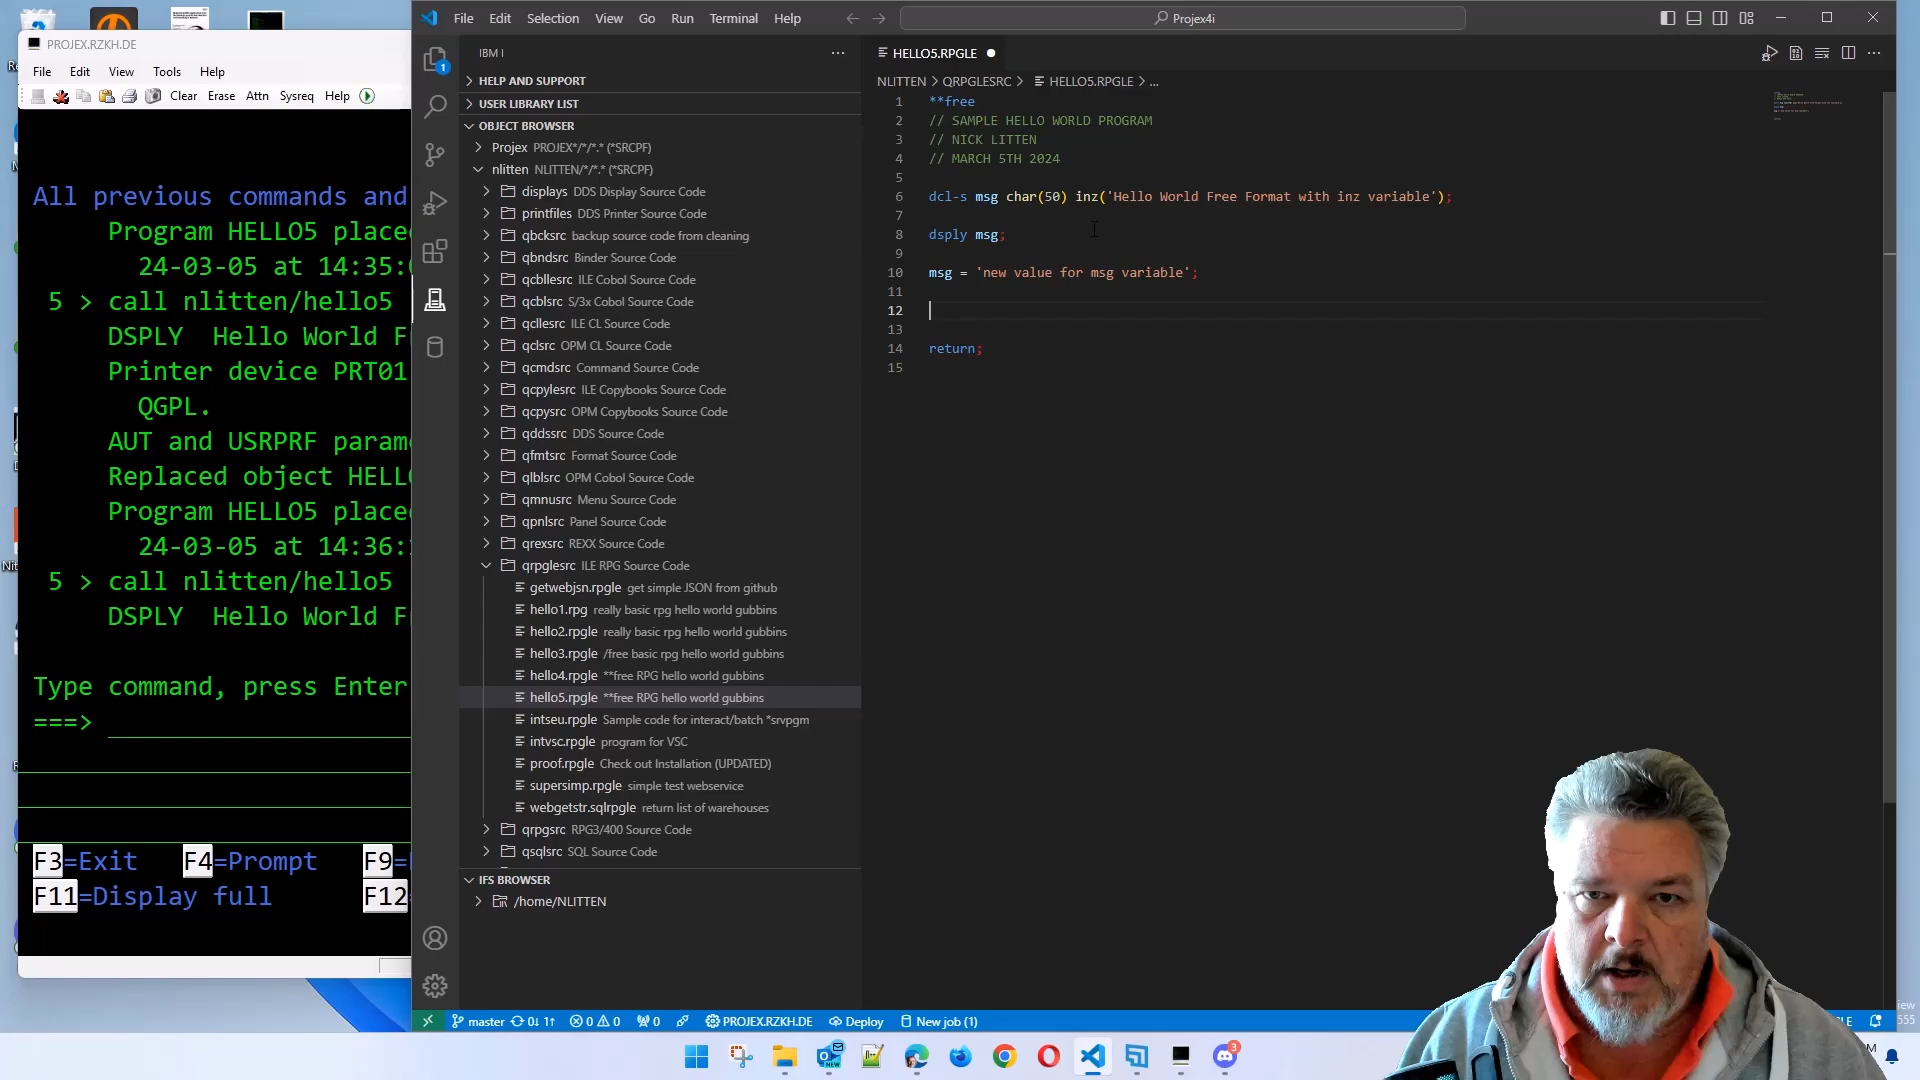 PROJEX.RZKH.DE
File Edit View Tools Help
Clear Erase Attn Sysreq Help
All previous commands and
Program HELLO5 place
24-03-05 at 14:35:
5 > call nlitten/hello5
DSPLY Hello World F
Printer device PRT01
QGPL.
AUT and USRPRF param
Replaced object HELL
Program HELLO5 place
24-03-05 at 14:36:
5 > call nlitten/hello5
DSPLY Hello World F
Type command, press Enter
===>
F3=Exit F4=Prompt F9=
F11=Display full F12
File Edit Selection View Go Run Terminal Help
Projex4i
1
IBM I
HELP AND SUPPORT
USER LIBRARY LIST
OBJECT BROWSER
Projex PROJEX*/*/*.* (*SRCPF)
nlitten NLITTEN/*/*.* (*SRCPF)
displays DDS Display Source Code
printfiles DDS Printer Source Code
qbcksrc backup source code from cleaning
qbndsrc Binder Source Code
qcbllesrc ILE Cobol Source Code
qcblsrc S/3x Cobol Source Code
qcllesrc ILE CL Source Code
qclsrc OPM CL Source Code
qcmdsrc Command Source Code
qcpylesrc ILE Copybooks Source Code
qcpysrc OPM Copybooks Source Code
qddssrc DDS Source Code
qfmtsrc Format Source Code
qlblsrc OPM Cobol Source Code
qmnusrc Menu Source Code
qpnlsrc Panel Source Code
qrexsrc REXX Source Code
qrpglesrc ILE RPG Source Code
getwebjsn.rpgle get simple JSON from github
hello1.rpg really basic rpg hello world gubbins
hello2.rpgle really basic rpg hello world gubbins
hello3.rpgle /free basic rpg hello world gubbins
hello4.rpgle **free RPG hello world gubbins
hello5.rpgle **free RPG hello world gubbins
intseu.rpgle Sample code for interact/batch *srvpgm
intvsc.rpgle program for VSC
proof.rpgle Check out Installation (UPDATED)
supersimp.rpgle simple test webservice
webgetstr.sqlrpgle return list of warehouses
qrpgsrc RPG3/400 Source Code
qsqlsrc SQL Source Code
IFS BROWSER
/home/NLITTEN
HELLO5.RPGLE
NLITTEN > QRPGLESRC > HELLO5.RPGLE > ...
1 **free
2 // SAMPLE HELLO WORLD PROGRAM
3 // NICK LITTEN
4 // MARCH 5TH 2024
5
6 dcl-s msg char(50) inz('Hello World Free Format with inz variable');
7
8 dsply msg;
9
10 msg = 'new value for msg variable';
11
12
13
14 return;
15
master 0↓ 1↑ 0 0 0 PROJEX.RZKH.DE Deploy New job (1)
NEW
3